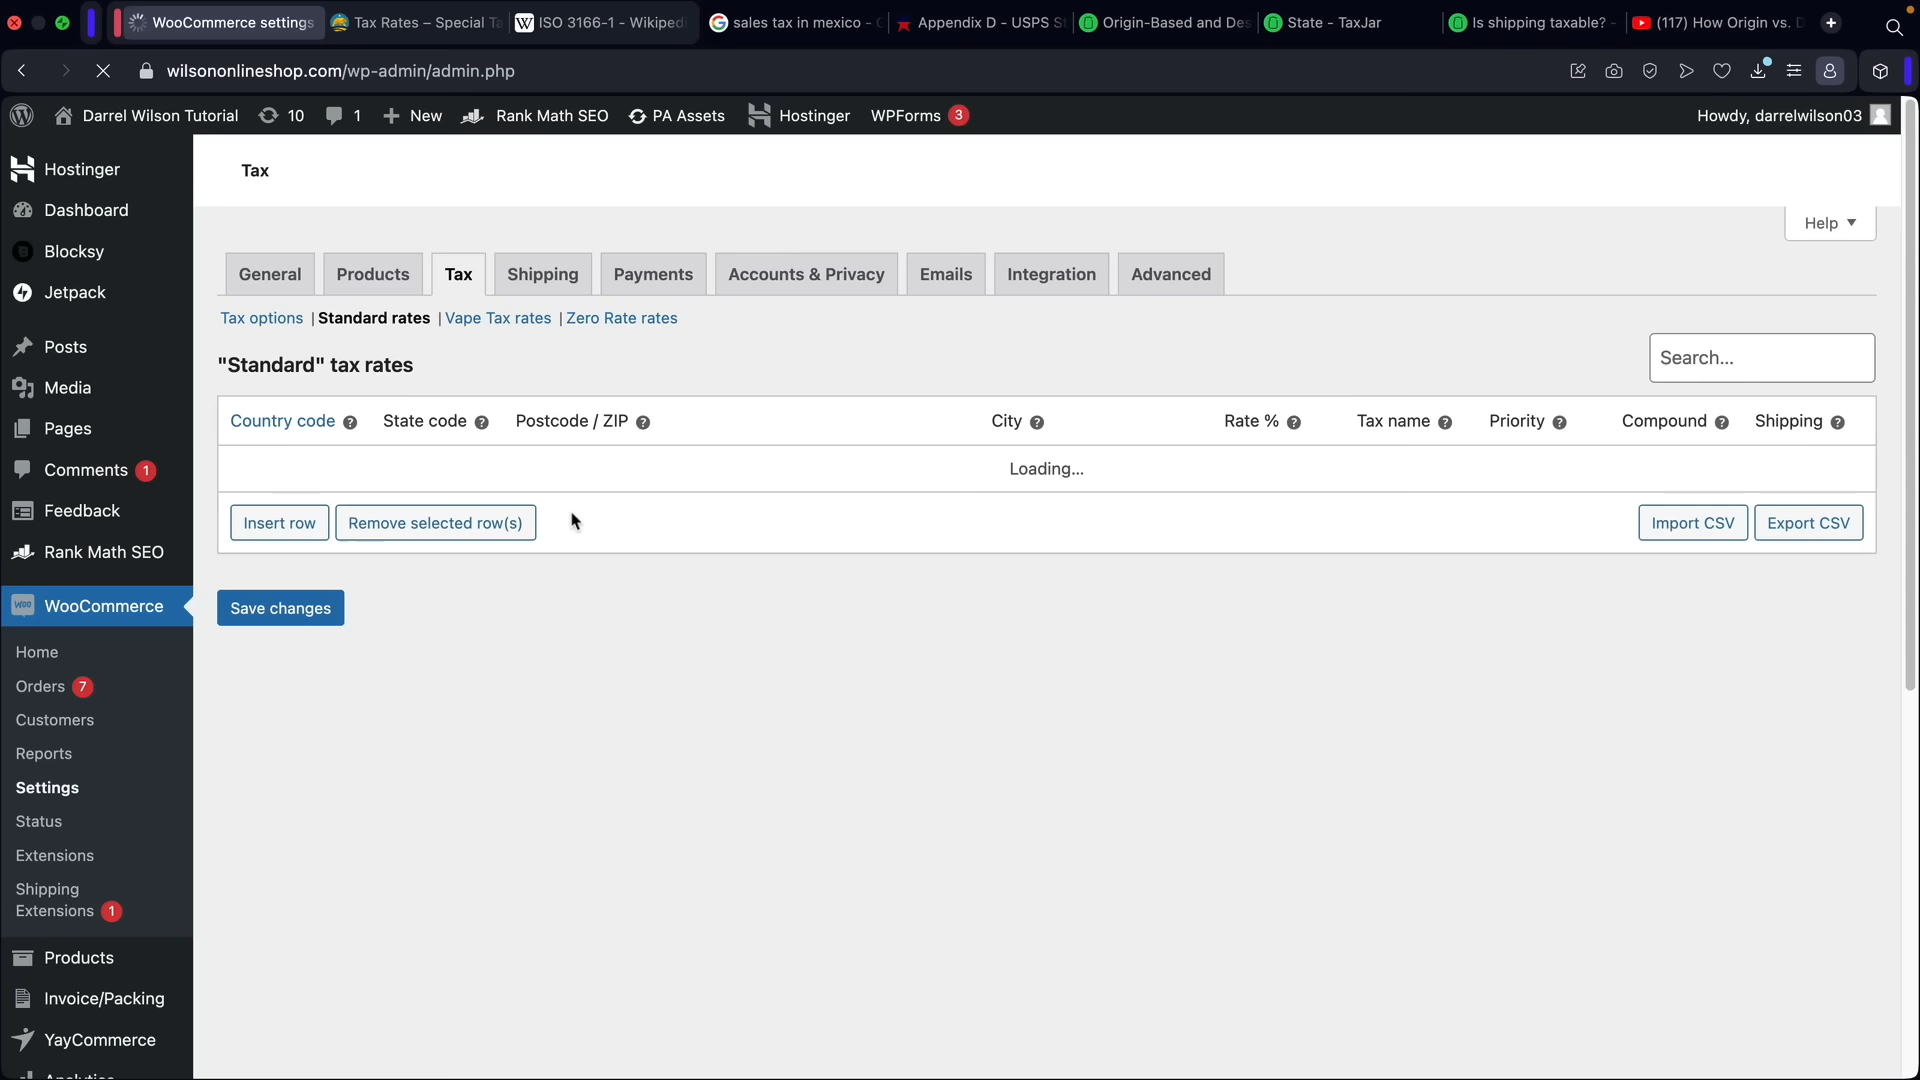 WooCommerce settings
Tax Rates – Special Ta
ISO 3166-1 - Wikiped
sales tax in mexico -
Appendix D - USPS S
Origin-Based and Des
State - TaxJar
Is shipping taxable? -
(117) How Origin vs. D
wilsononlineshop.com/wp-admin/admin.php
Darrel Wilson Tutorial 10 1 New Rank Math SEO PA Assets Hostinger WPForms 3 Howdy, darrelwilson03
Hostinger
Dashboard
Blocksy
Jetpack
Posts
Media
Pages
Comments 1
Feedback
Rank Math SEO
WooCommerce
Home
Orders 7
Customers
Reports
Settings
Status
Extensions
Shipping
Extensions 1
Products
Invoice/Packing
YayCommerce
Tax
Help
General Products Tax Shipping Payments Accounts & Privacy Emails Integration Advanced
Tax options | Standard rates | Vape Tax rates | Zero Rate rates
"Standard" tax rates
Search...
Country code ? State code ? Postcode / ZIP ? City ? Rate % ? Tax name ? Priority ? Compound ? Shipping ?
Loading...
Insert row Remove selected row(s) Import CSV Export CSV
Save changes